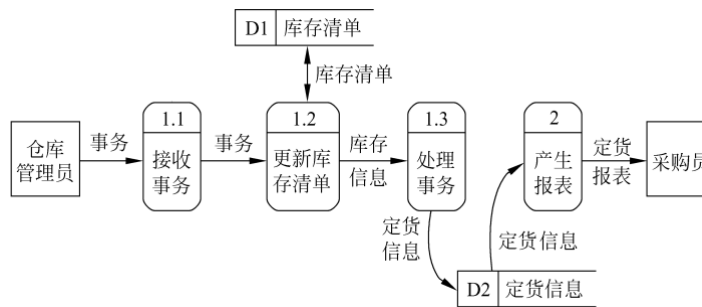 D1 库存清单
库存清单
1.1
1.2
1.3
2
仓库
管理员
事务
接收
事务
事务
更新库
存清单
库存
信息
处理
事务
产生
报表
定货
报表
采购员
定货
信息
定货信息
D2 定货信息